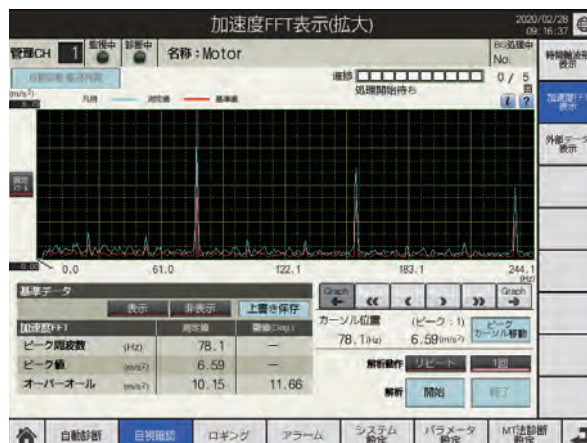 加速度FFT表示(拡大)
2020/02/28
09:16:37
管理CH 1 監視中 診断中 名称:Motor
BG処理中
No.
0 / 5
回
進捗
処理開始待ち
i ?
(m/s²)
凡例 測定値 基準値
時間軸波形
表示
加速度FFT
表示
外部データ
表示
0.00
0.0 61.0 122.1 183.1 244.1
(Hz)
基準データ
表示 非表示 上書き保存
加速度FFT 測定値 閾値(Deg.)
ピーク周波数 (Hz) 78.1 —
ピーク値 (m/s²) 6.59 —
オーバーオール (m/s²) 10.15 11.66
Graph Graph
カーソル位置 (ピーク:1)
78.1(Hz) 6.59(m/s²)
ピーク
カーソル移動
解析動作 リピート 1回
解析 開始 終了
自動診断 目視確認 ロギング アラーム システム設定 パラメータ設定 MT法診断設定